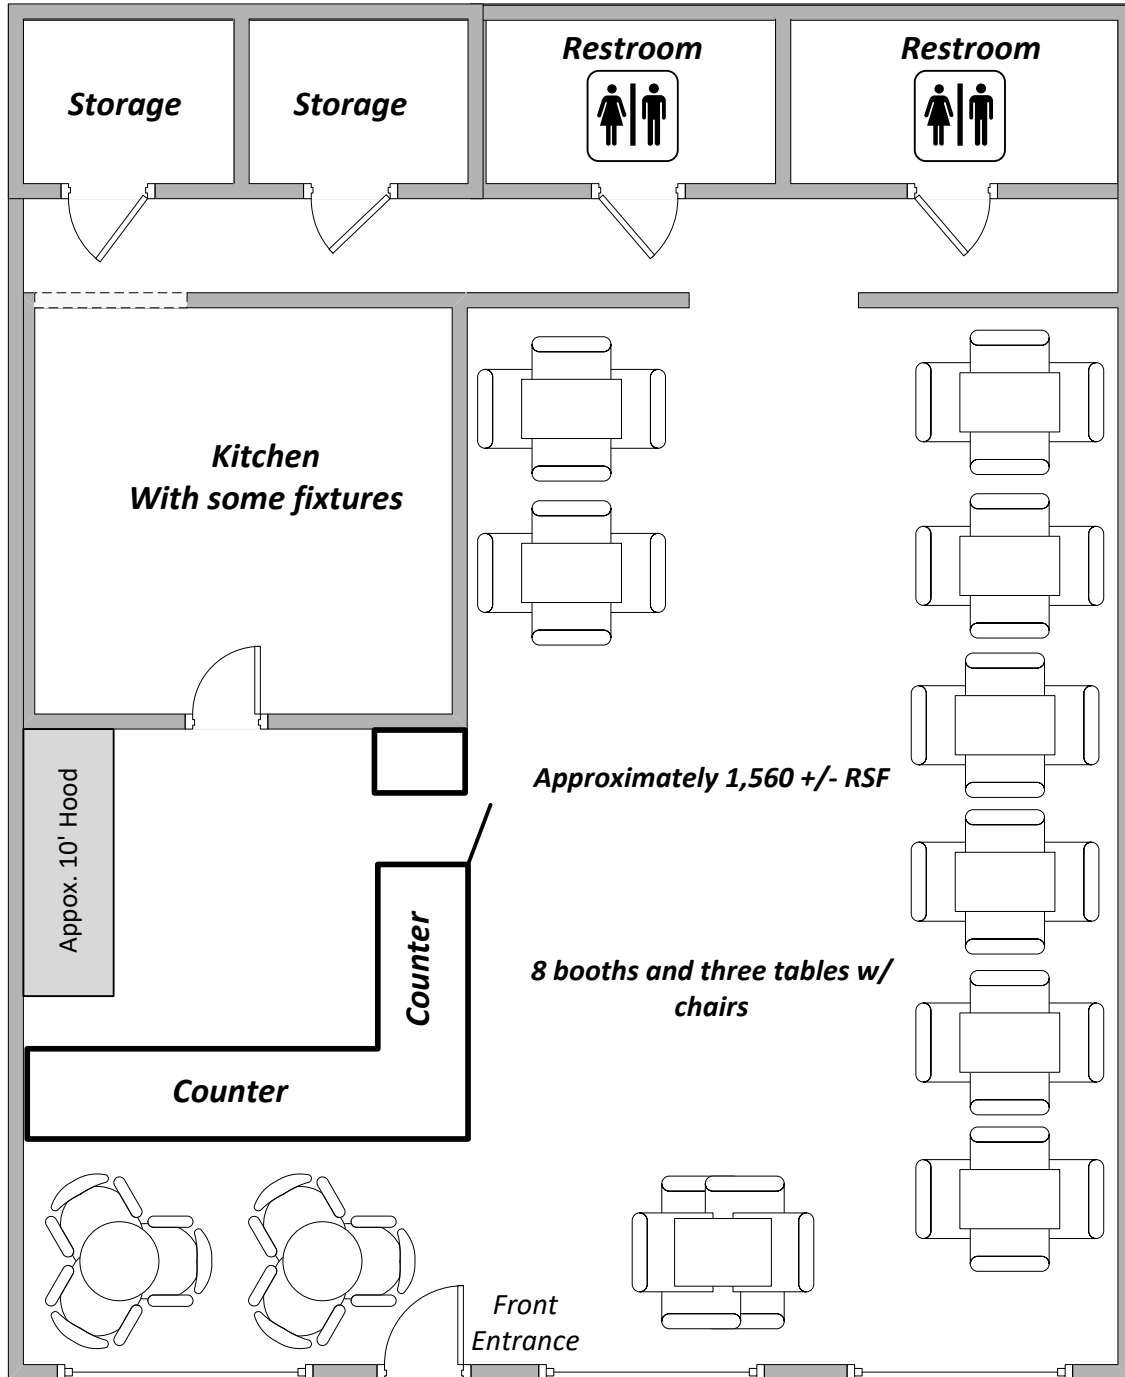 Restroom
Restroom
Storage
Storage
Kitchen
With some fixtures
Approximately 1,560 +/- RSF
Appox. 10' Hood
Counter
8 booths and three tables w/
chairs
Counter
Front
Entrance